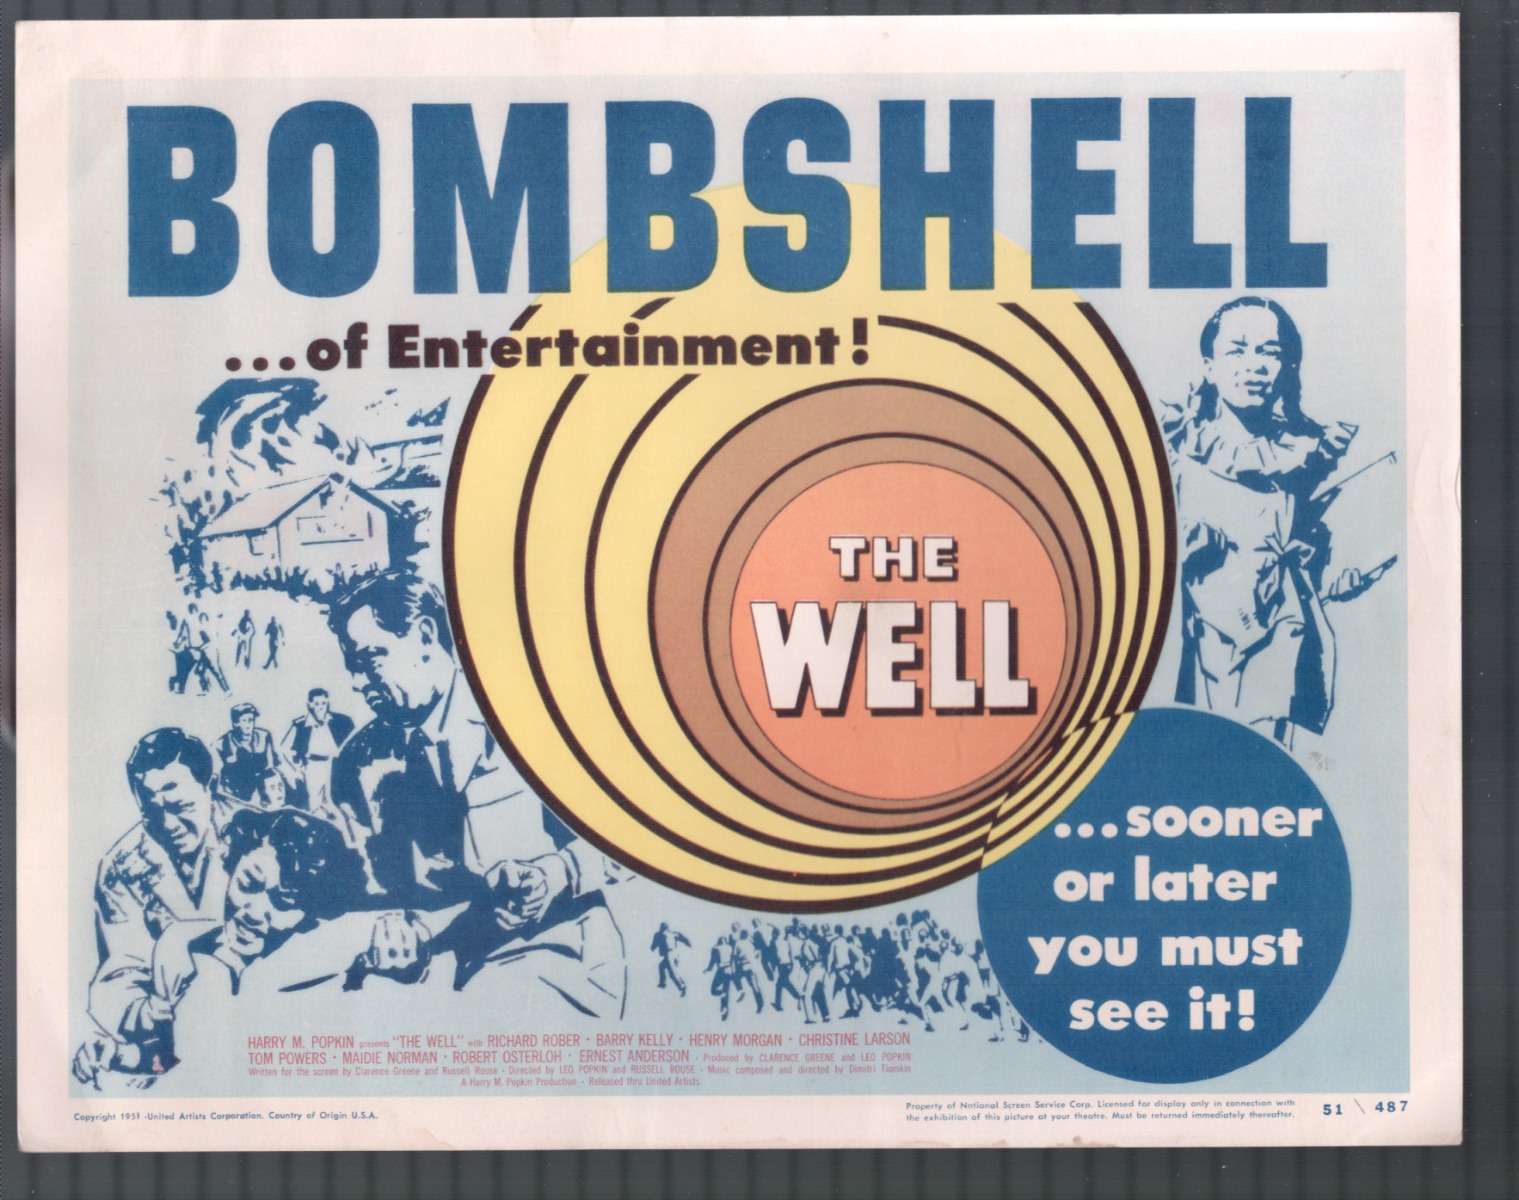 BOMBSHELL
...of Entertainment!
THE
WELL
...sooner
or later
you must
see it!
HARRY M. POPKIN presents "THE WELL" with RICHARD ROBER · BARRY KELLY · HENRY MORGAN · CHRISTINE LARSON
TOM POWERS · MAIDIE NORMAN · ROBERT OSTERLOH · ERNEST ANDERSON · Produced by CLARENCE GREENE and LEO POPKIN
Written for the screen by Clarence Greene and Russell Rouse · Directed by LEO POPKIN and RUSSELL ROUSE · Music composed and directed by Dimitri Tiomkin
A Harry M. Popkin Production · Released thru United Artists
Copyright 1951 -United Artists Corporation. Country of Origin U.S.A.
Property of National Screen Service Corp. Licensed for display only in connection with
the exhibition of this picture at your theatre. Must be returned immediately thereafter.
51 \ 487